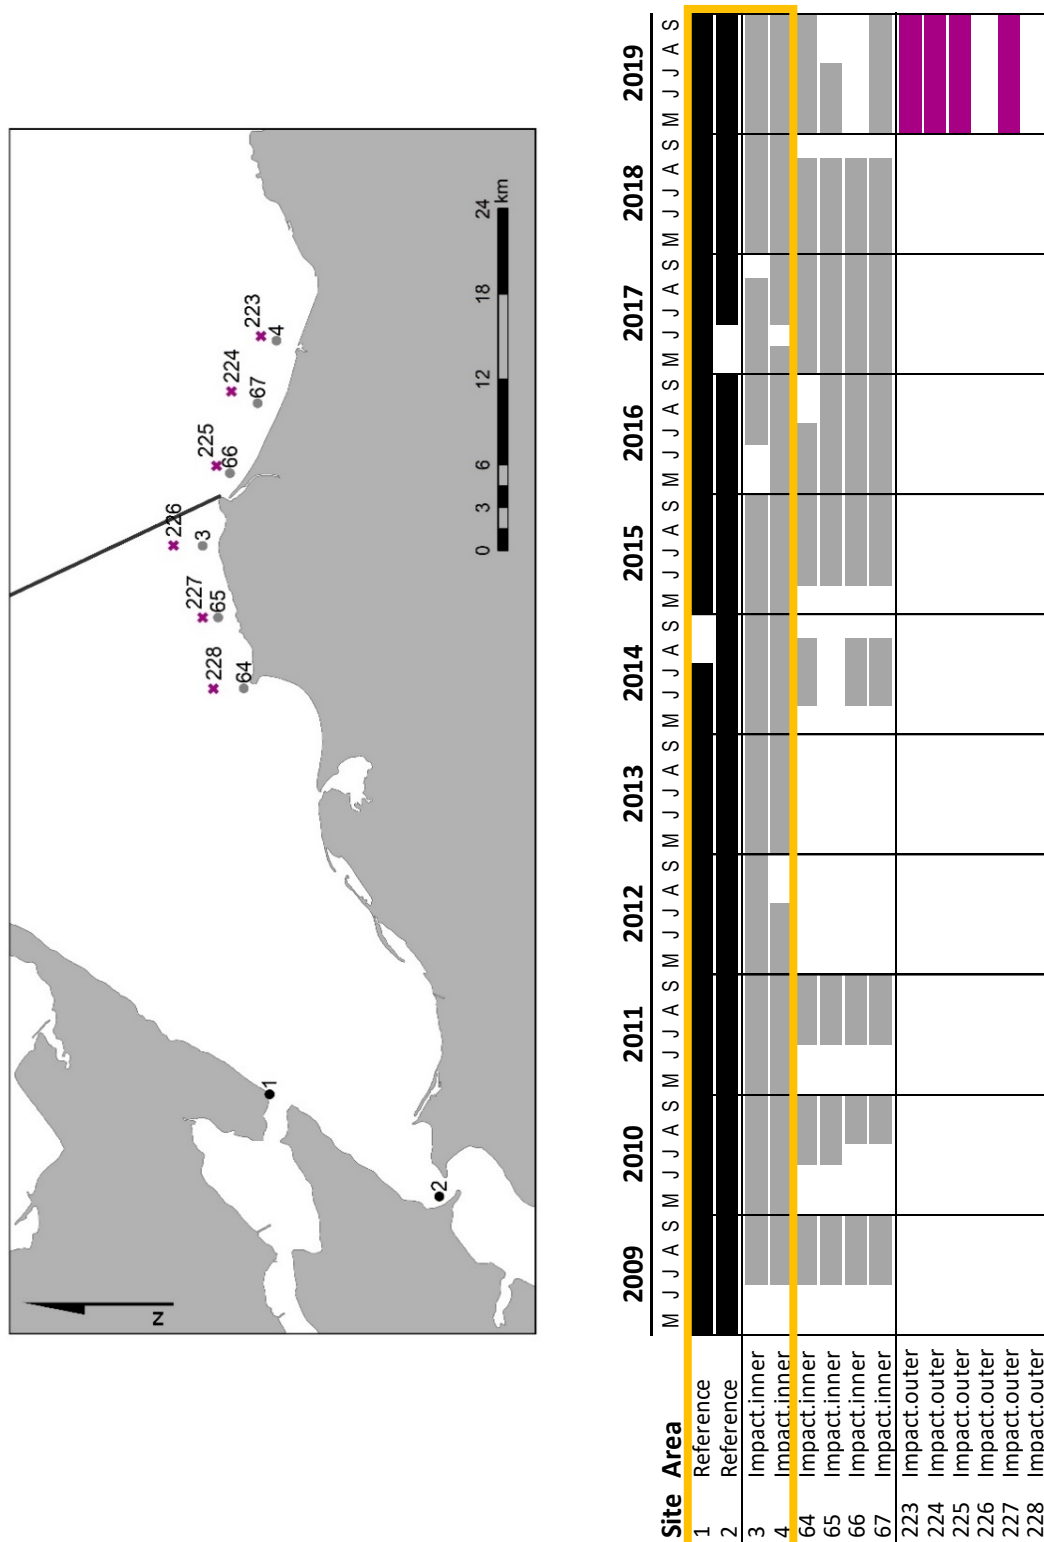 N
228
227
226
225
224
223
64
65
3
66
67
4
1
2
0 3 6 12 18 24
km
2009 2010 2011 2012 2013 2014 2015 2016 2017 2018 2019
Site Area M J J A S M J J A S M J J A S M J J A S M J J A S M J J A S M J J A S M J J A S M J J A S M J J A S M J J A S
1 Reference
2 Reference
3 Impact.inner
4 Impact.inner
64 Impact.inner
65 Impact.inner
66 Impact.inner
67 Impact.inner
223 Impact.outer
224 Impact.outer
225 Impact.outer
226 Impact.outer
227 Impact.outer
228 Impact.outer